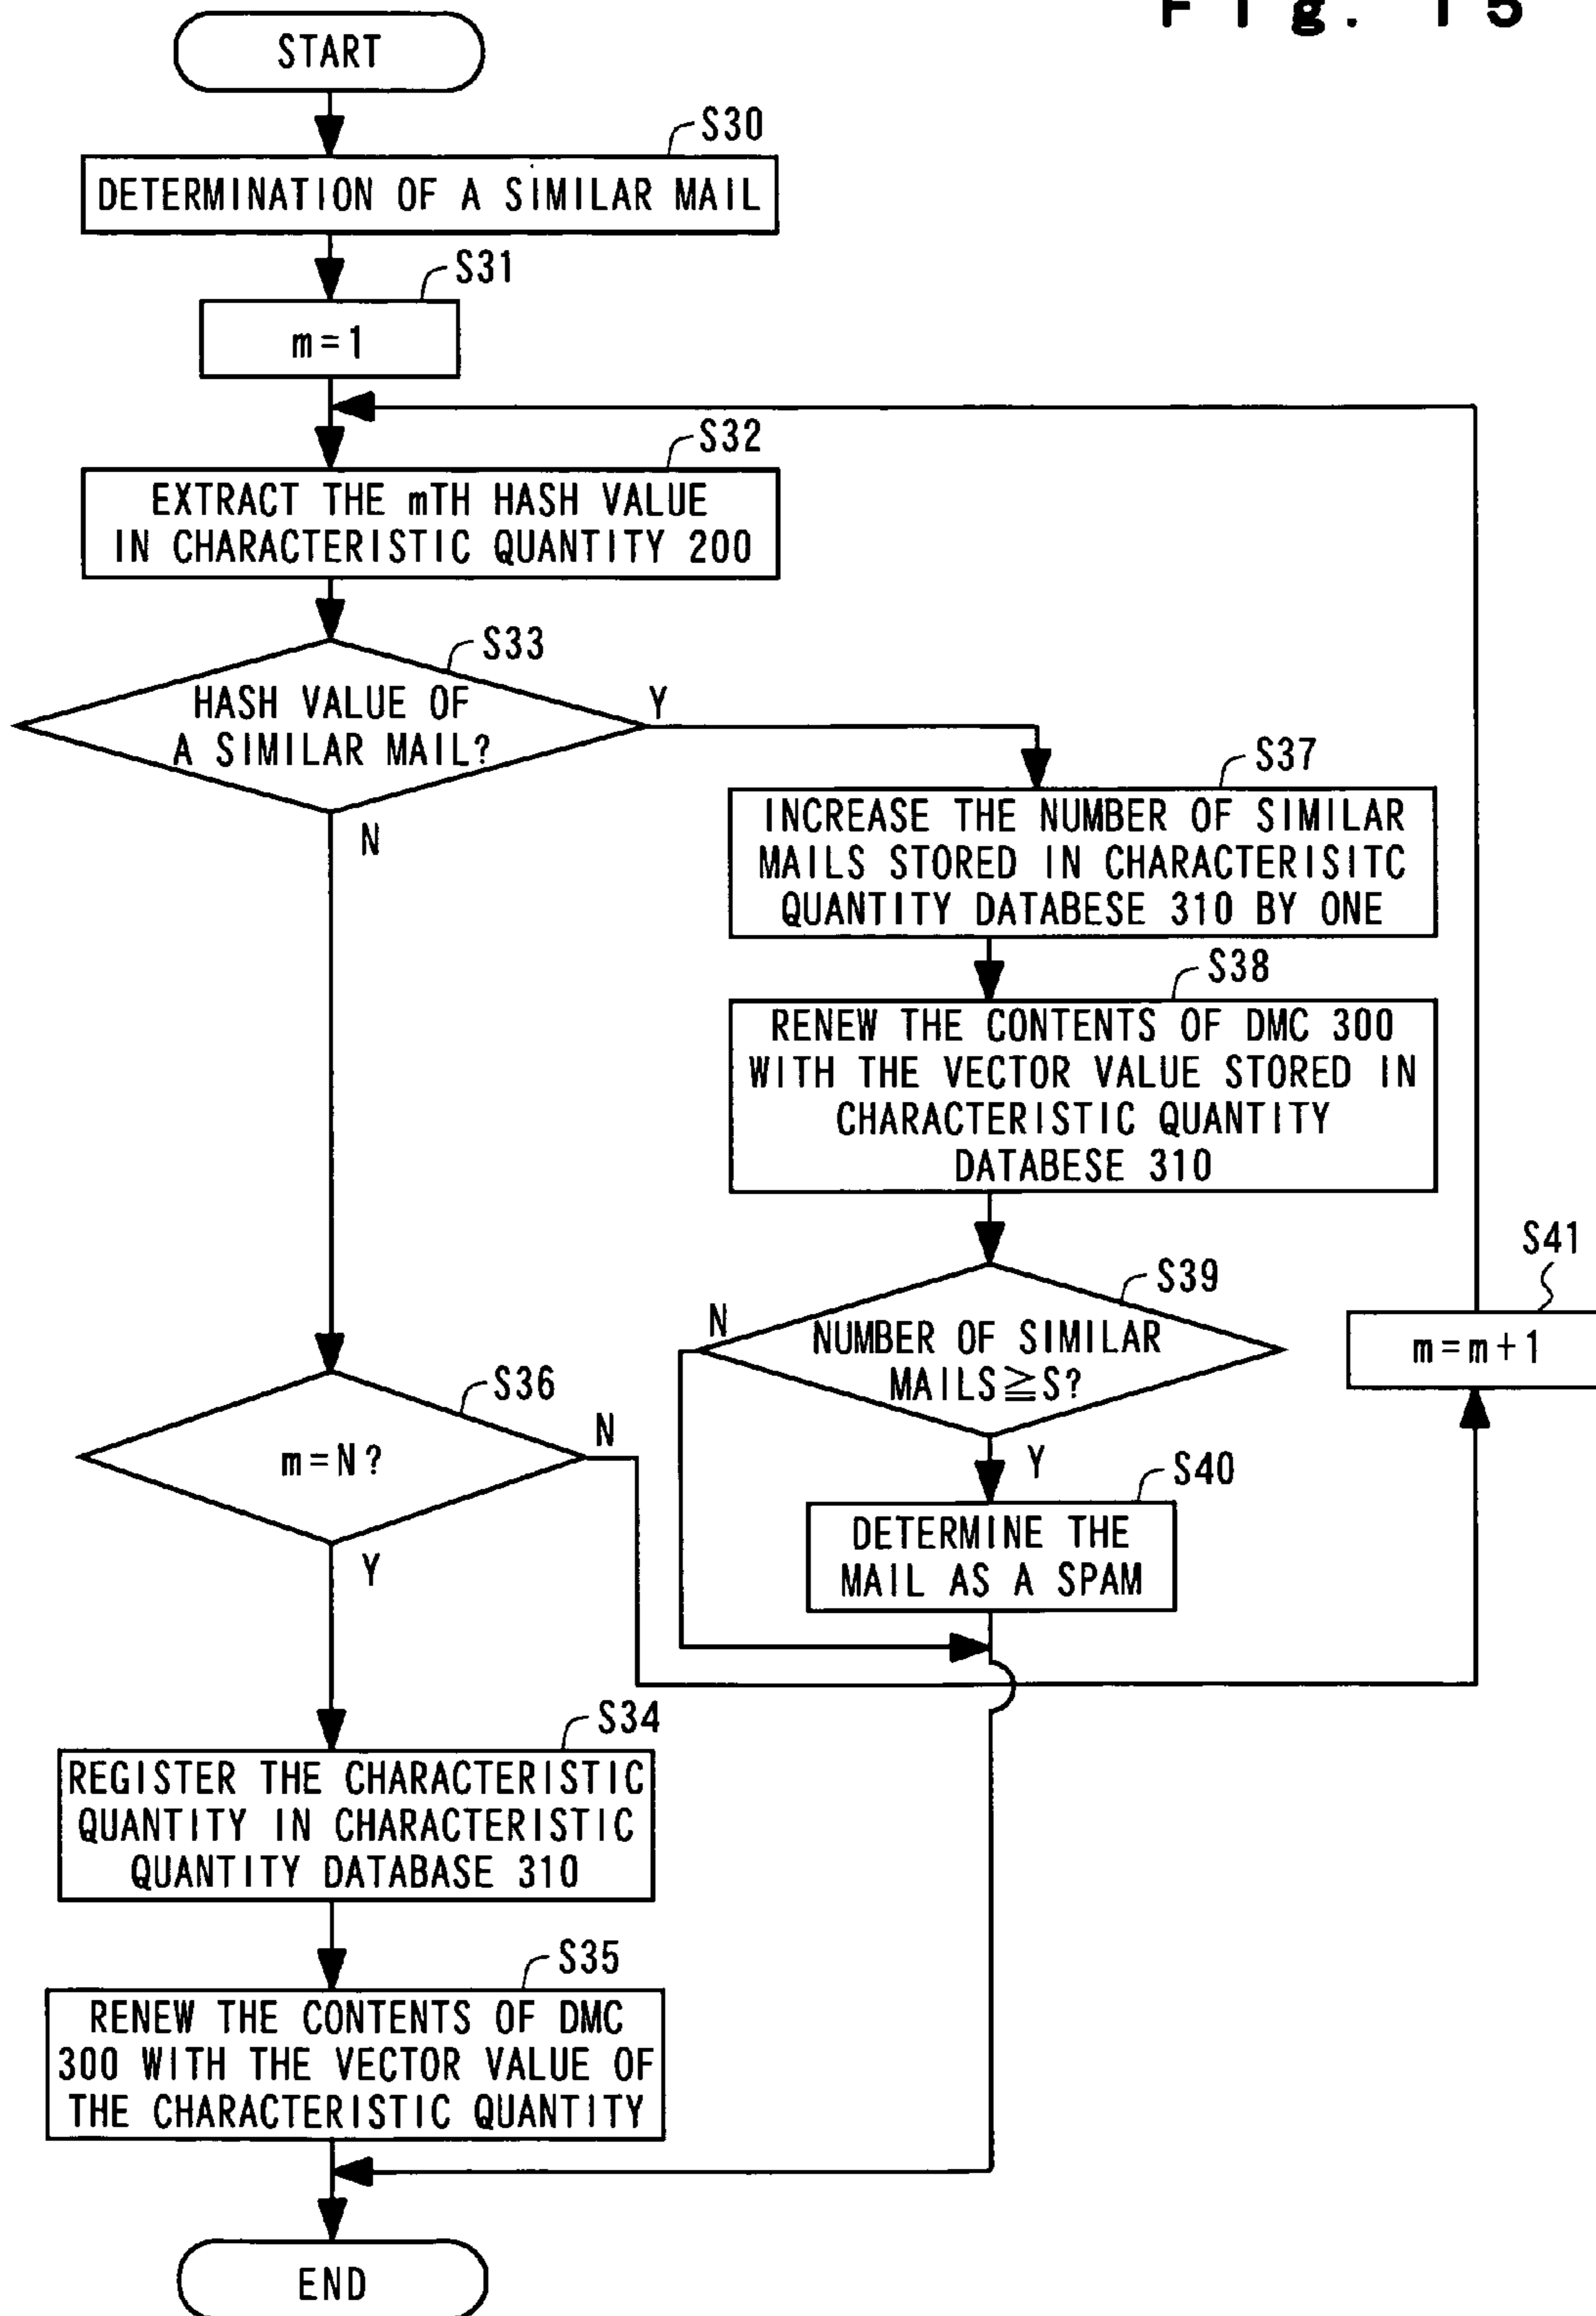 Fig. 15
START
S30
DETERMINATION OF A SIMILAR MAIL
S31
m=1
S32
EXTRACT THE mTH HASH VALUE
IN CHARACTERISTIC QUANTITY 200
S33
HASH VALUE OF
A SIMILAR MAIL?
Y
N
S37
INCREASE THE NUMBER OF SIMILAR
MAILS STORED IN CHARACTERISITC
QUANTITY DATABESE 310 BY ONE
S38
RENEW THE CONTENTS OF DMC 300
WITH THE VECTOR VALUE STORED IN
CHARACTERISTIC QUANTITY
DATABESE 310
S39
NUMBER OF SIMILAR
MAILS≧S?
N
Y
S41
m=m+1
S36
m=N?
N
Y
S40
DETERMINE THE
MAIL AS A SPAM
S34
REGISTER THE CHARACTERISTIC
QUANTITY IN CHARACTERISTIC
QUANTITY DATABASE 310
S35
RENEW THE CONTENTS OF DMC
300 WITH THE VECTOR VALUE OF
THE CHARACTERISTIC QUANTITY
END